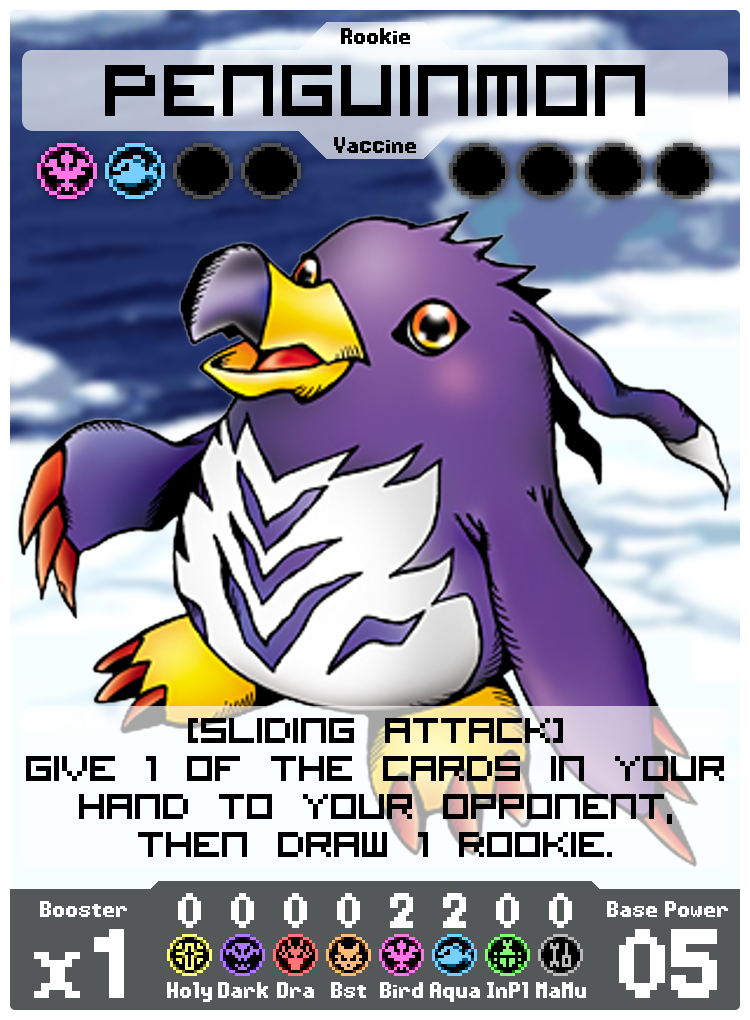 Rookie
PENGUINMON
Vaccine
[SLIDING ATTACK]
GIVE 1 OF THE CARDS IN YOUR
HAND TO YOUR OPPONENT,
THEN DRAW 1 ROOKIE.
Booster
x1
0 0 0 0 2 2 0 0
Holy Dark Dra Bst Bird Aqua InPl MaMu
Base Power
05